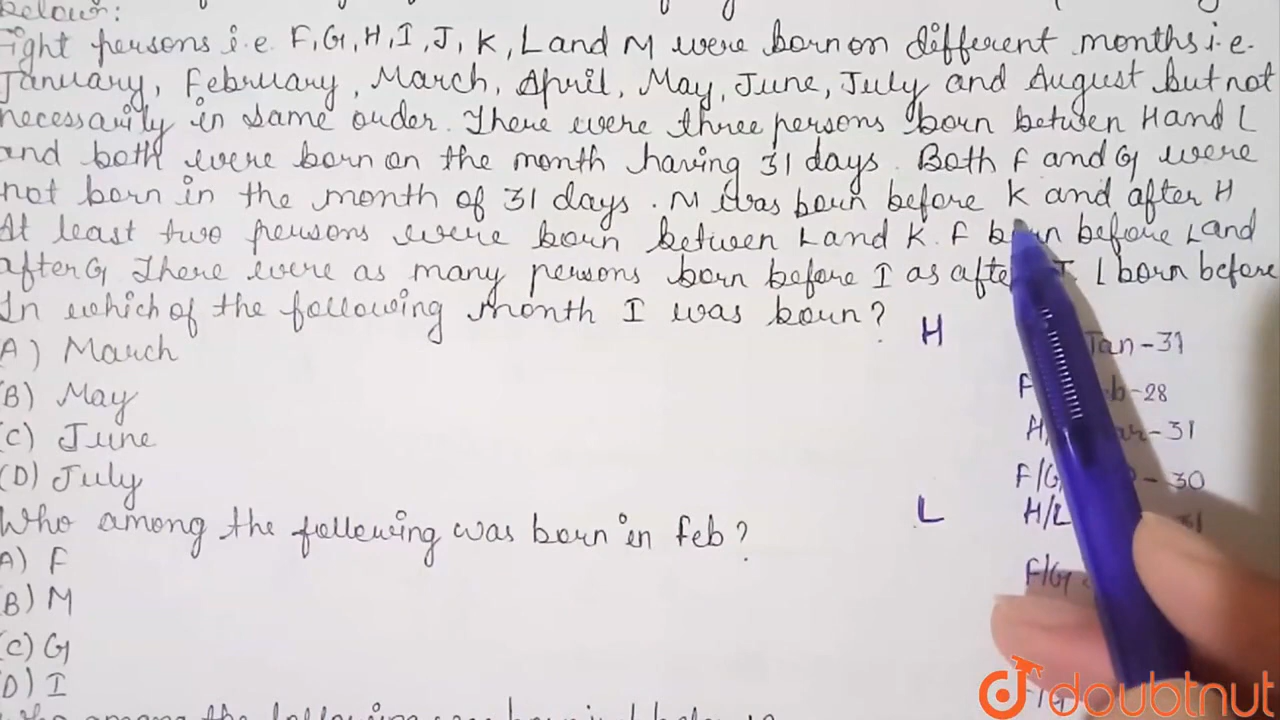 Below:
Eight persons i.e. F, G, H, I, J, K, L and M were born on different months i.e.
January, February, March, April, May, June, July and August but not
necessarily in same order. There were three persons born between H and L
and both were born on the month having 31 days. Both F and G were
not born in the month of 31 days. M was born before K and after H
At least two persons were born between L and K. F born before L and
after G. There were as many persons born before I as after J. L born before
In which of the following month I was born?
A) March
(B) May
(C) June
(D) July
Who among the following was born in Feb?
A) F
(B) M
(C) G
(D) I
H
L
Jan-31
F
-28
H
-31
F/G
- 30
H/L
31
F/G
doubtnut